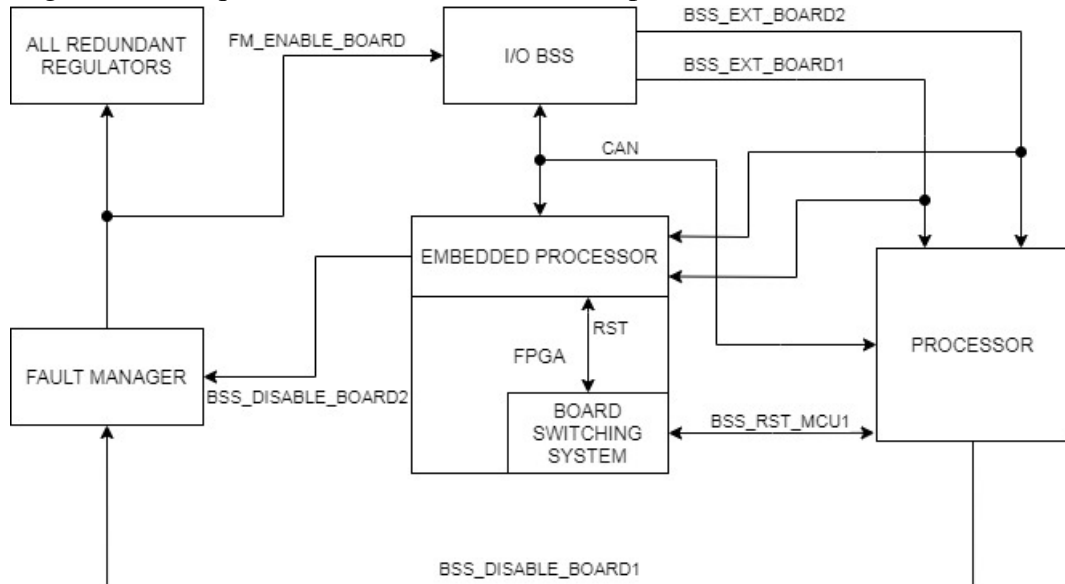 BSS_EXT_BOARD2
ALL REDUNDANT
REGULATORS
FM_ENABLE_BOARD
I/O BSS
BSS_EXT_BOARD1
CAN
EMBEDDED PROCESSOR
RST
FPGA
PROCESSOR
FAULT MANAGER
BSS_DISABLE_BOARD2
BOARD
SWITCHING
SYSTEM
BSS_RST_MCU1
BSS_DISABLE_BOARD1